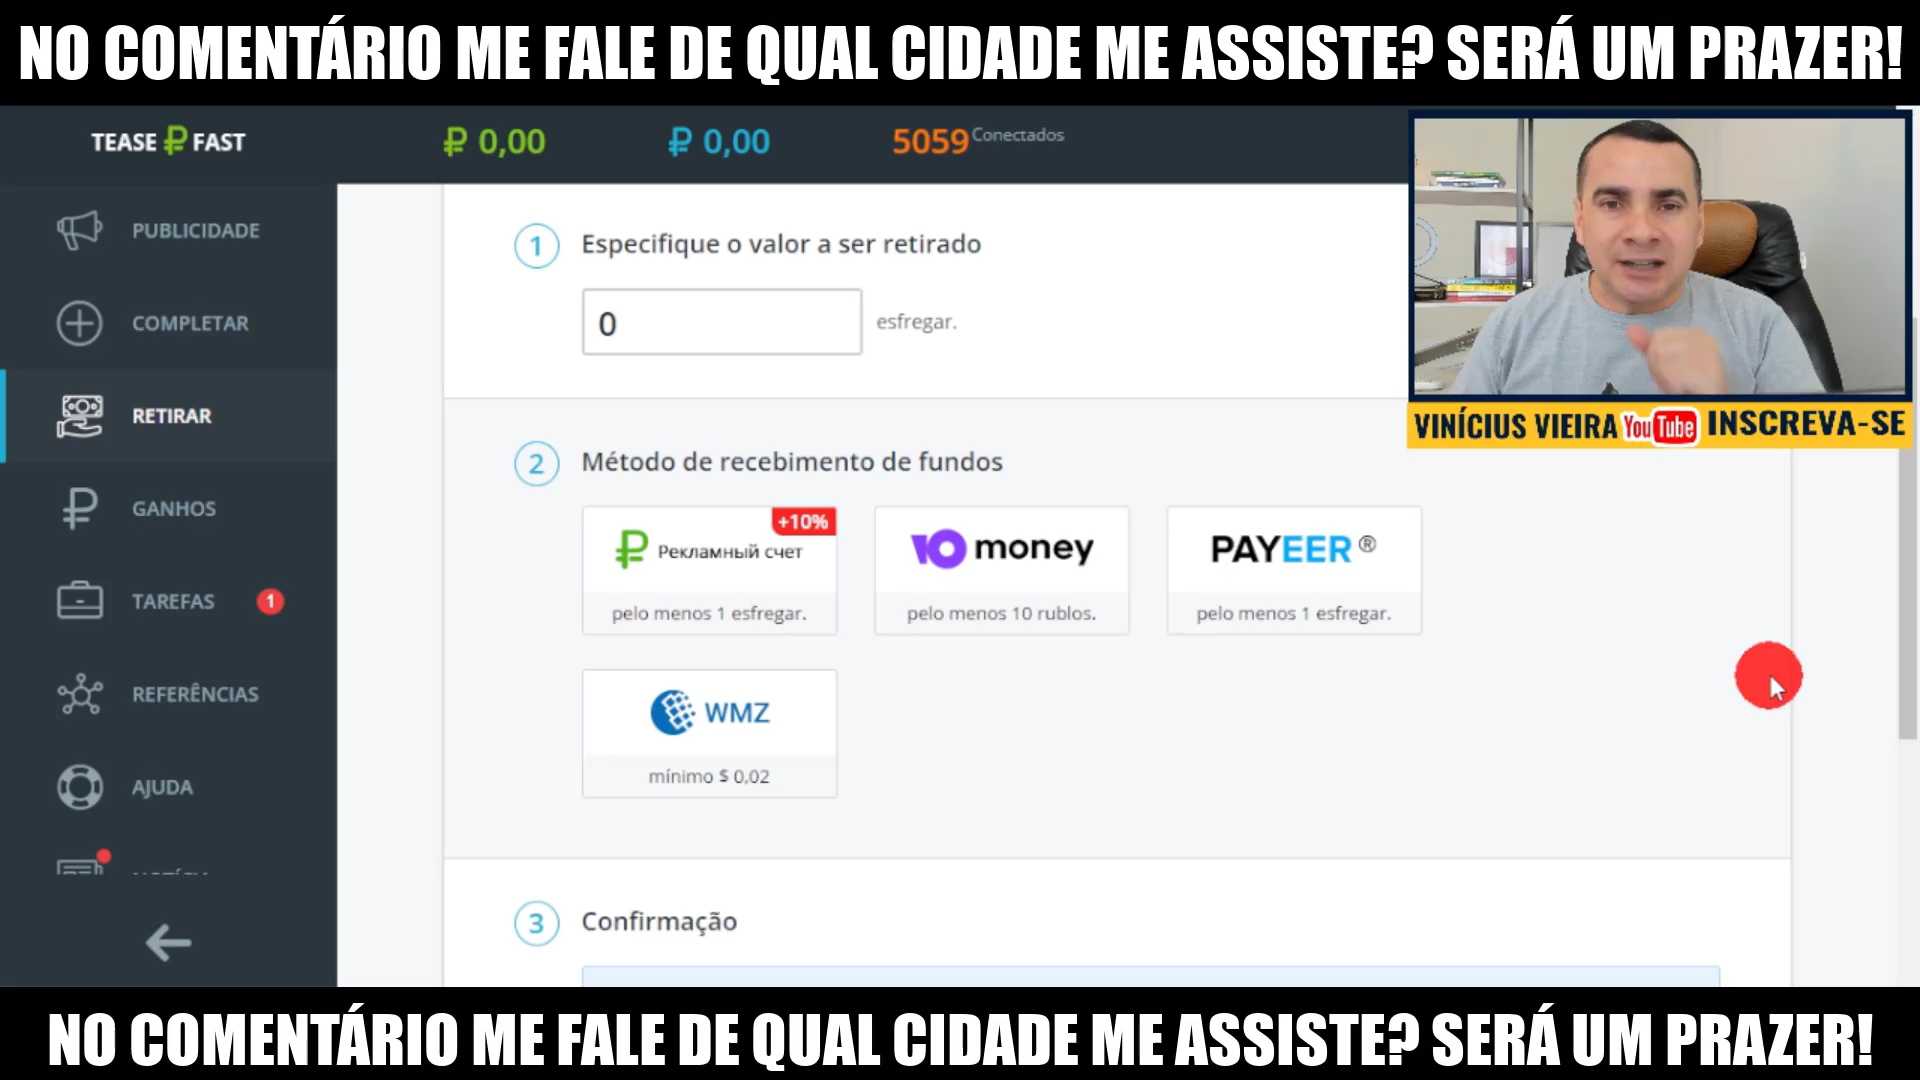 NO COMENTÁRIO ME FALE DE QUAL CIDADE ME ASSISTE? SERÁ UM PRAZER!
TEASE ₽ FAST
₽ 0,00
₽ 0,00
5059 Conectados
PUBLICIDADE
COMPLETAR
RETIRAR
GANHOS
TAREFAS 1
REFERÊNCIAS
AJUDA
1 Especifique o valor a ser retirado
0 esfregar.
VINÍCIUS VIEIRA YouTube INSCREVA-SE
2 Método de recebimento de fundos
+10%
₽ Рекламный счет
pelo menos 1 esfregar.
Ю money
pelo menos 10 rublos.
PAYEER ®
pelo menos 1 esfregar.
WMZ
mínimo $ 0,02
3 Confirmação
NO COMENTÁRIO ME FALE DE QUAL CIDADE ME ASSISTE? SERÁ UM PRAZER!